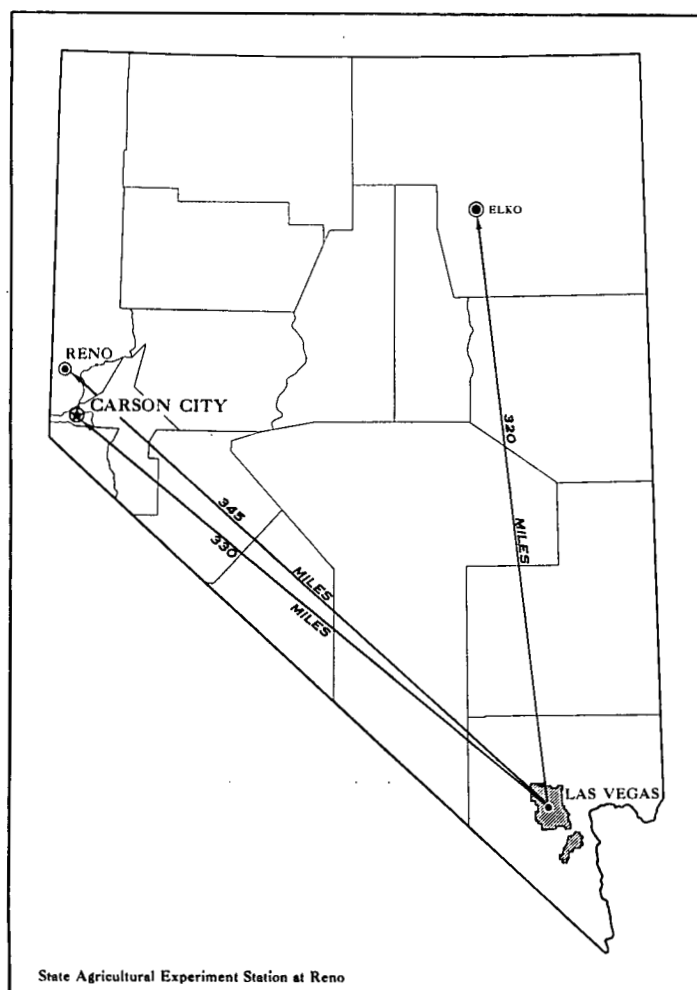 ELKO
RENO
CARSON CITY
320
MILES
345
MILES
330
MILES
LAS VEGAS
State Agricultural Experiment Station at Reno